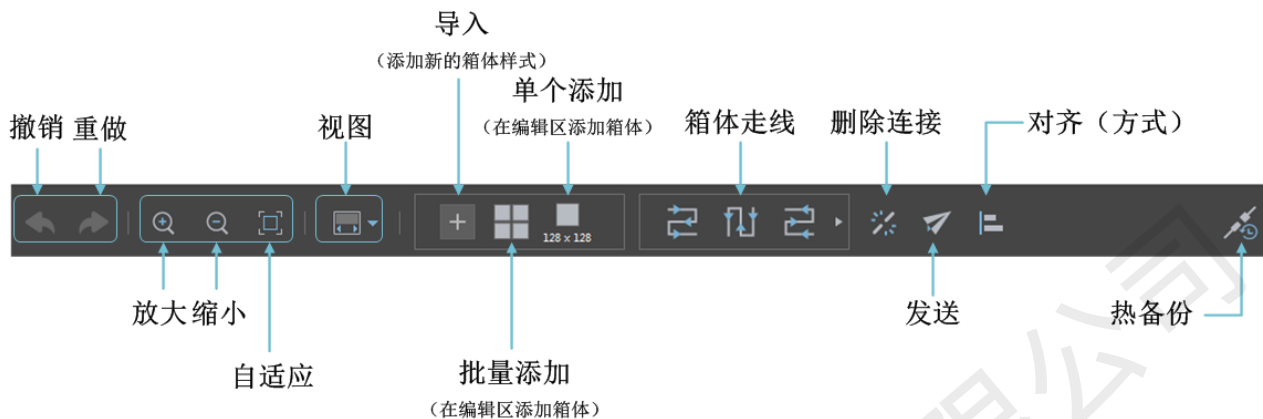 导入
（添加新的箱体样式）
单个添加
（在编辑区添加箱体）
撤销 重做
视图
箱体走线
删除连接
对齐（方式）
128 x 128
放大 缩小
自适应
批量添加
（在编辑区添加箱体）
发送
热备份
限公司